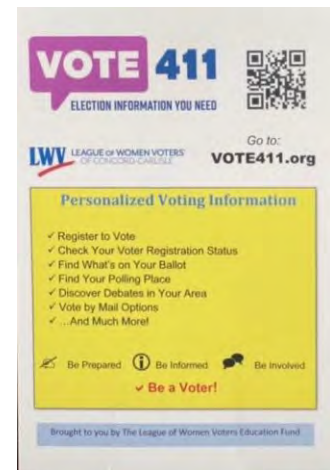 VOTE 411
ELECTION INFORMATION YOU NEED
LWV LEAGUE OF WOMEN VOTERS®
OF CONCORD-CARLISLE
Go to:
VOTE411.org
Personalized Voting Information
✓ Register to Vote
✓ Check Your Voter Registration Status
✓ Find What's on Your Ballot
✓ Find Your Polling Place
✓ Discover Debates in Your Area
✓ Vote by Mail Options
✓ …And Much More!
Be Prepared Be Informed Be Involved
✓ Be a Voter!
Brought to you by The League of Women Voters Education Fund